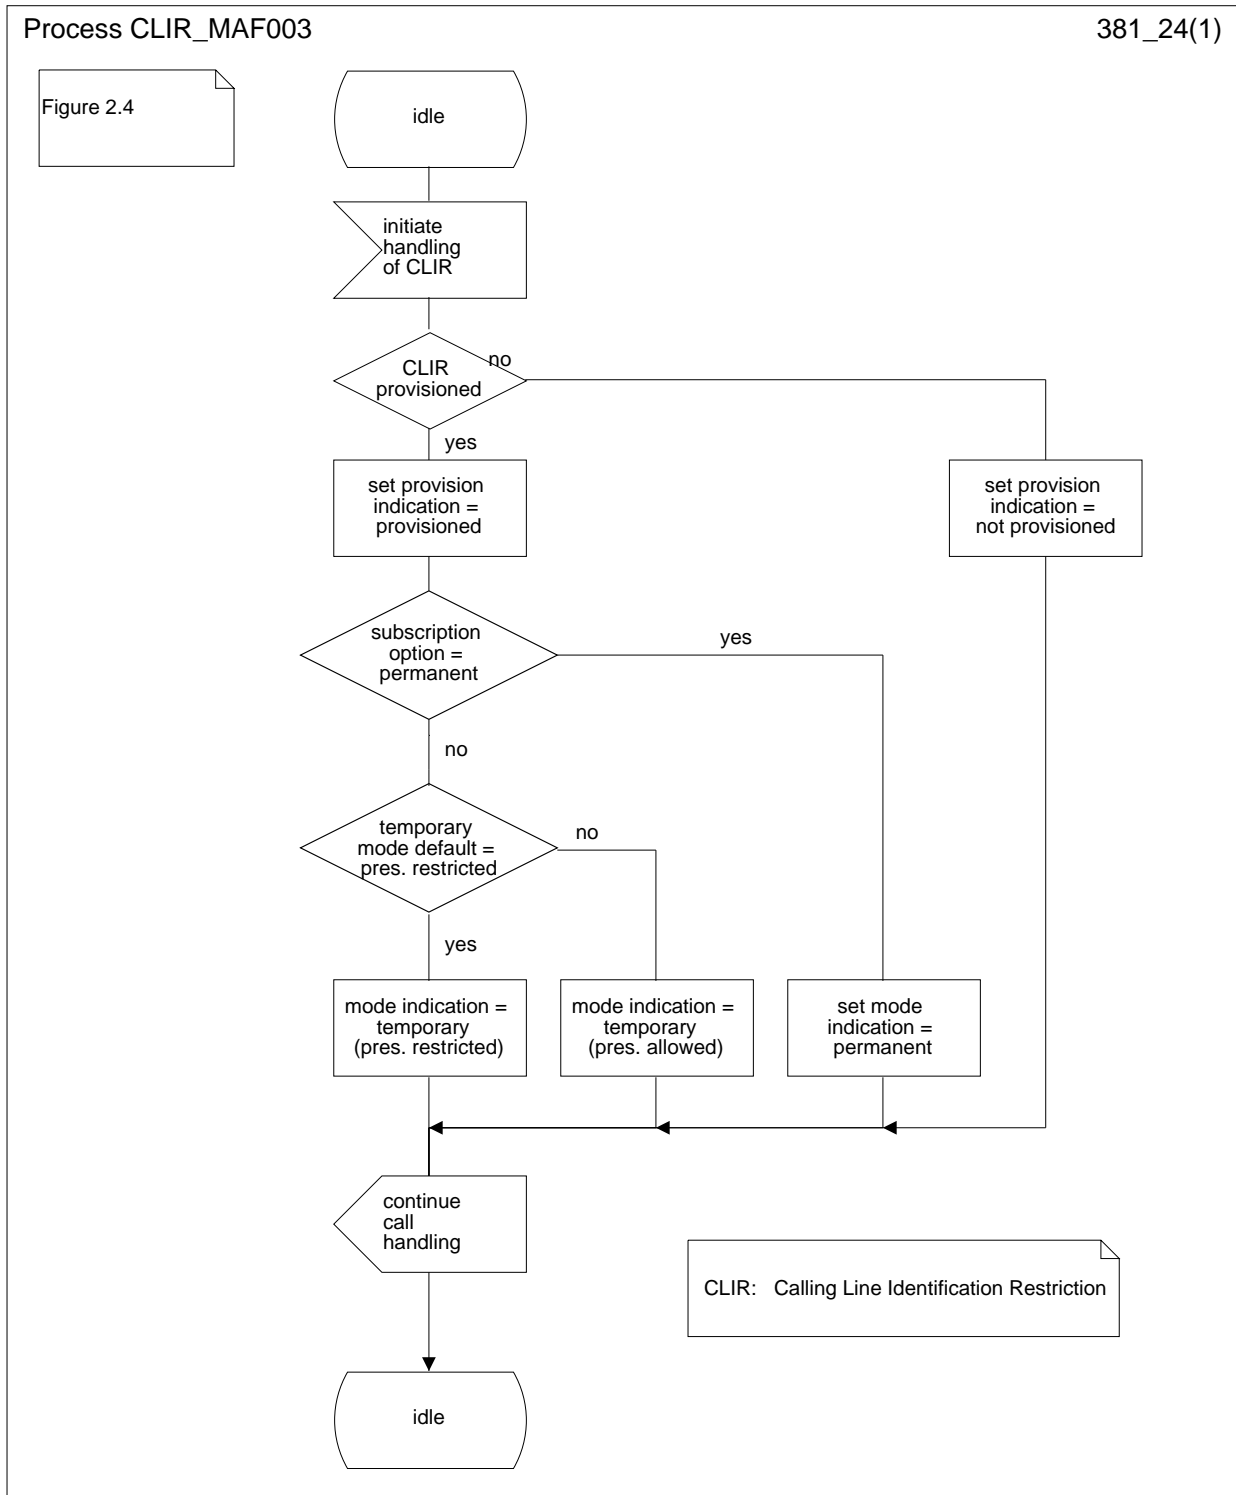 Process CLIR_MAF003
381_24(1)
Figure 2.4
idle
initiate
handling
of CLIR
CLIR
provisioned
no
yes
set provision
indication =
provisioned
set provision
indication =
not provisioned
subscription
option =
permanent
yes
no
temporary
mode default =
pres. restricted
no
yes
mode indication =
temporary
(pres. restricted)
mode indication =
temporary
(pres. allowed)
set mode
indication =
permanent
continue
call
handling
CLIR: Calling Line Identification Restriction
idle